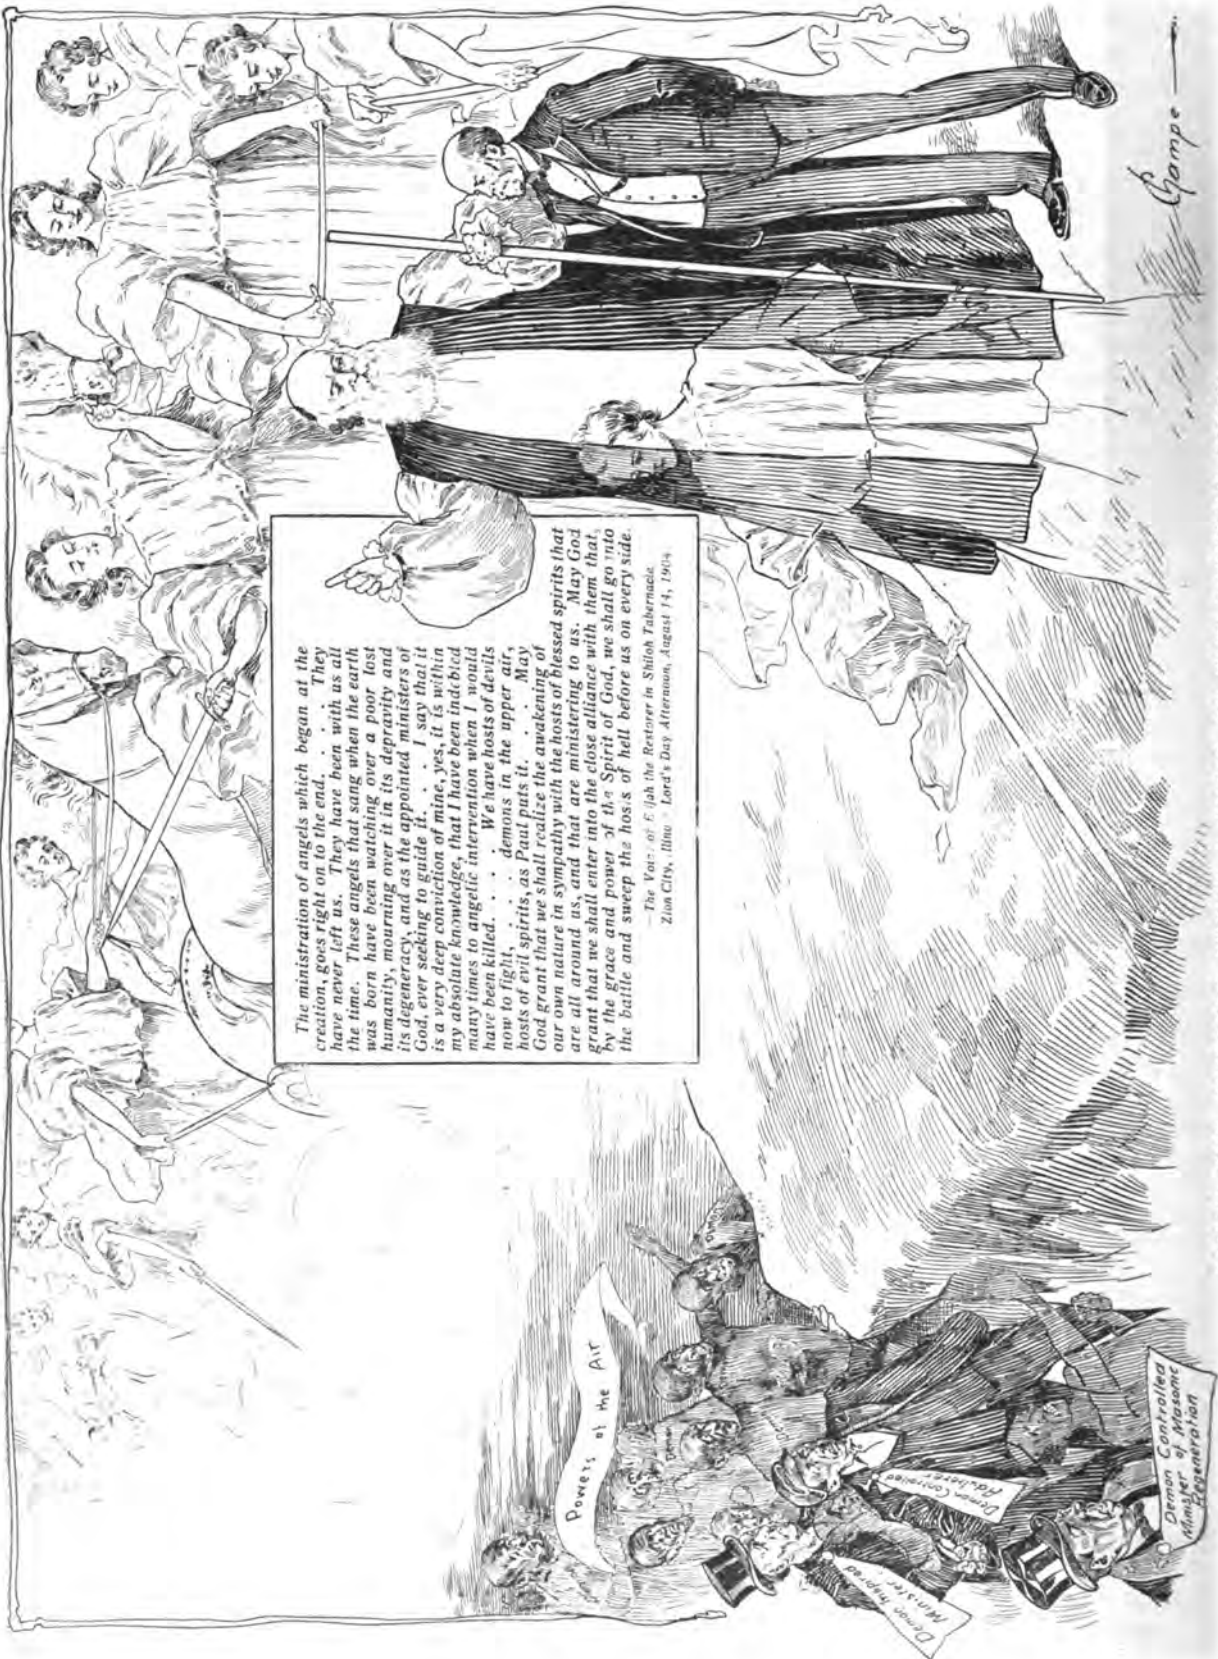 The ministration of angels which began at the
creation, goes right on to the end. . . . They
have never left us. They have been with us all
the time. These angels that sang when the earth
was born have been watching over a poor lost
humanity, mourning over it in its depravity and
its degeneracy, and as the appointed ministers of
God, ever seeking to guide it. . . I say that it
is a very deep conviction of mine, yes, it is within
my absolute knowledge, that I have been indebted
many times to angelic intervention when I would
have been killed. . . . We have hosts of devils
now to fight, . . . demons in the upper air,
hosts of evil spirits, as Paul puts it. . . . May
God grant that we shall realize the awakening of
our own nature in sympathy with the hosts of blessed spirits that
are all around us, and that are ministering to us. May God
grant that we shall enter into the close alliance with them that,
by the grace and power of the Spirit of God, we shall go into
the battle and sweep the hosts of hell before us on every side.
—The Voice of Elijah the Restorer in Shiloh Tabernacle,
Zion City, Illinois, Lord's Day Afternoon, August 14, 1904.
Powers of the Air
Demon
Demon Inspired
Minister
Demon Controlled
Adulterer
Demon Controlled
Minister of Masonic
Regeneration
Champe